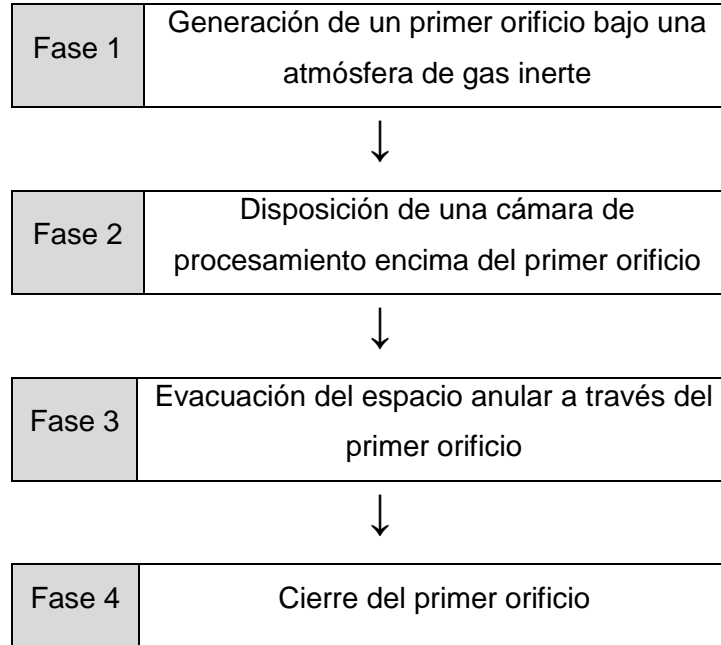 Fase 1
Generación de un primer orificio bajo una
atmósfera de gas inerte
↓
Fase 2
Disposición de una cámara de
procesamiento encima del primer orificio
↓
Fase 3
Evacuación del espacio anular a través del
primer orificio
↓
Fase 4
Cierre del primer orificio